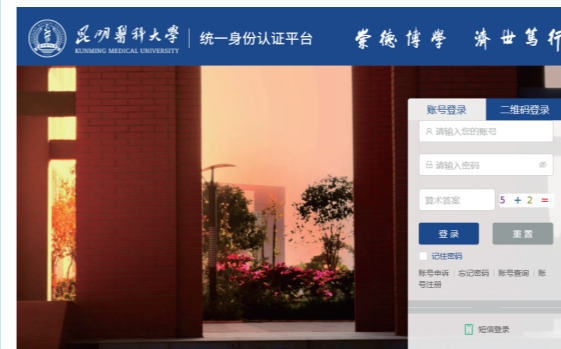 昆明医科大学
KUNMING MEDICAL UNIVERSITY
统一身份认证平台
崇德博学 济世笃行
账号登录 二维码登录
请输入您的账号
请输入密码
算术答案 5 + 2 =
登录 重置
记住密码
账号申诉 忘记密码 账号查询 账
号注册
短信登录